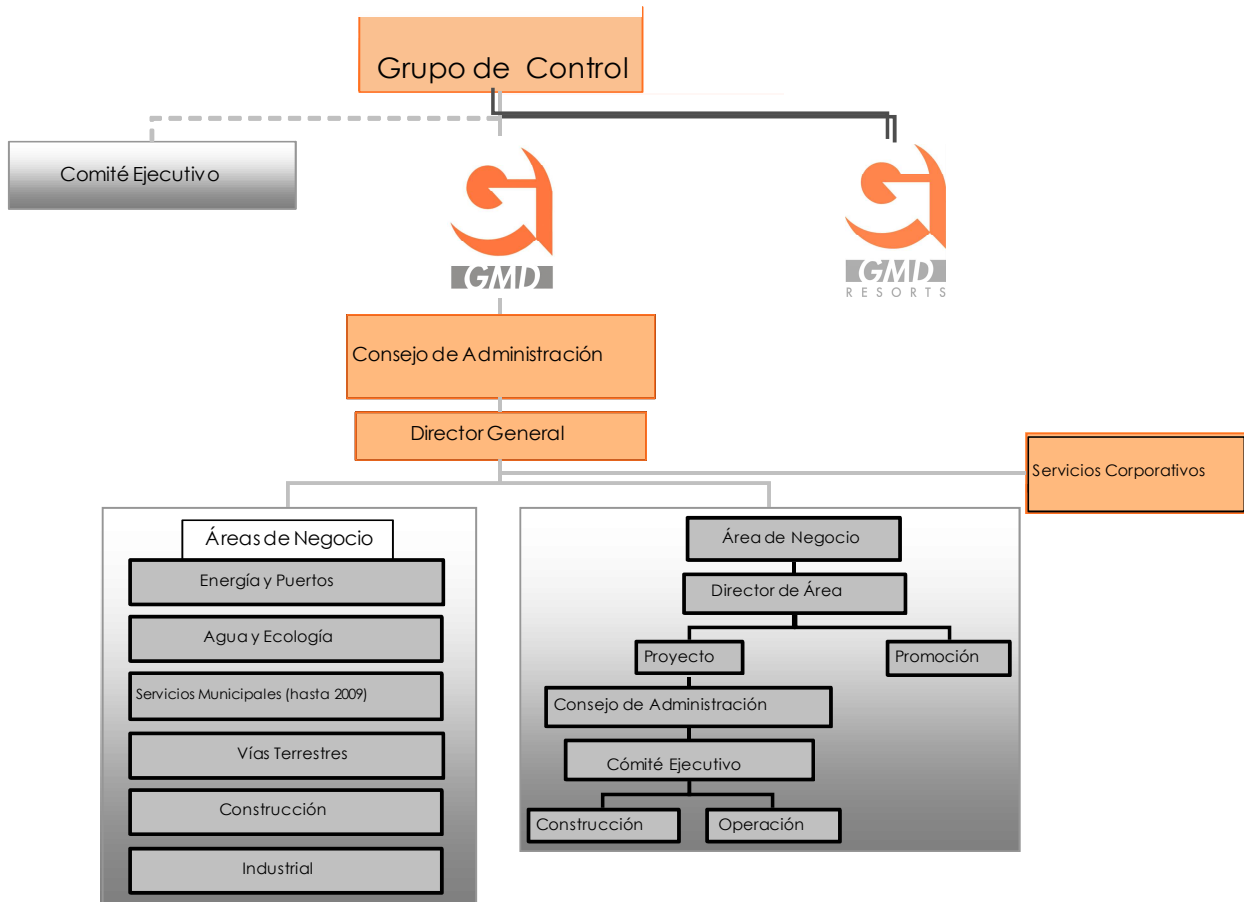 Grupo de Control
Comité Ejecutivo
GMD
GMD
RESORTS
Consejo de Administración
Director General
Servicios Corporativos
Áreas de Negocio
Energía y Puertos
Agua y Ecología
Servicios Municipales (hasta 2009)
Vías Terrestres
Construcción
Industrial
Área de Negocio
Director de Área
Proyecto
Promoción
Consejo de Administración
Cómité Ejecutivo
Construcción
Operación